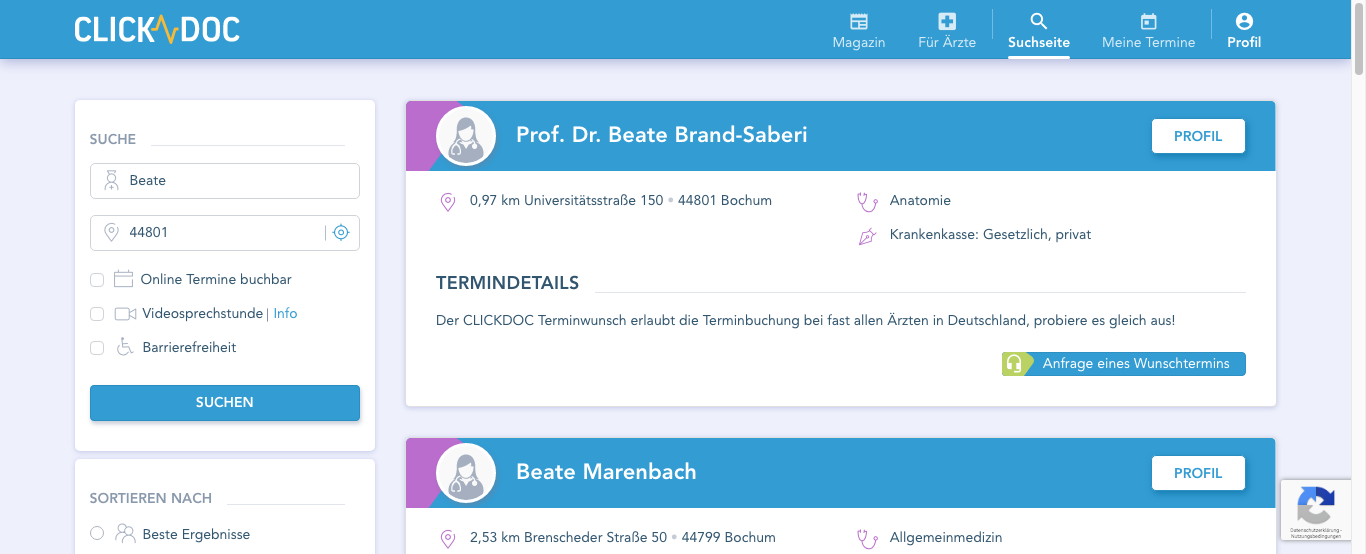 CLICKDOC
Magazin
Für Ärzte
Suchseite
Meine Termine
Profil
SUCHE
Beate
44801
Online Termine buchbar
Videosprechstunde | Info
Barrierefreiheit
SUCHEN
SORTIEREN NACH
Beste Ergebnisse
Prof. Dr. Beate Brand-Saberi
PROFIL
0,97 km Universitätsstraße 150 • 44801 Bochum
Anatomie
Krankenkasse: Gesetzlich, privat
TERMINDETAILS
Der CLICKDOC Terminwunsch erlaubt die Terminbuchung bei fast allen Ärzten in Deutschland, probiere es gleich aus!
Anfrage eines Wunschtermins
Beate Marenbach
PROFIL
2,53 km Brenscheder Straße 50 • 44799 Bochum
Allgemeinmedizin
Datenschutzerklärung -
Nutzungsbedingungen